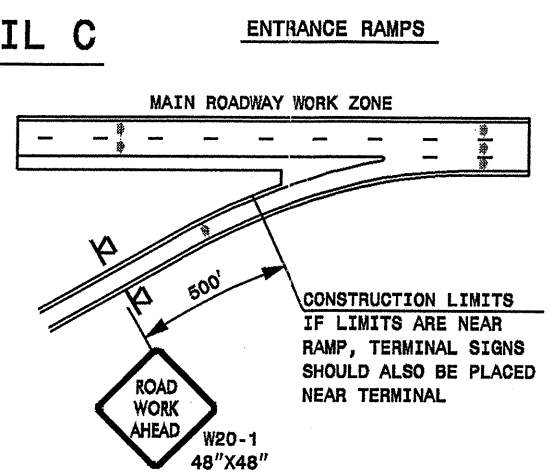 IL C
ENTRANCE RAMPS
MAIN ROADWAY WORK ZONE
500'
CONSTRUCTION LIMITS
IF LIMITS ARE NEAR
RAMP, TERMINAL SIGNS
SHOULD ALSO BE PLACED
NEAR TERMINAL
ROAD
WORK
AHEAD
W20-1
48"X48"